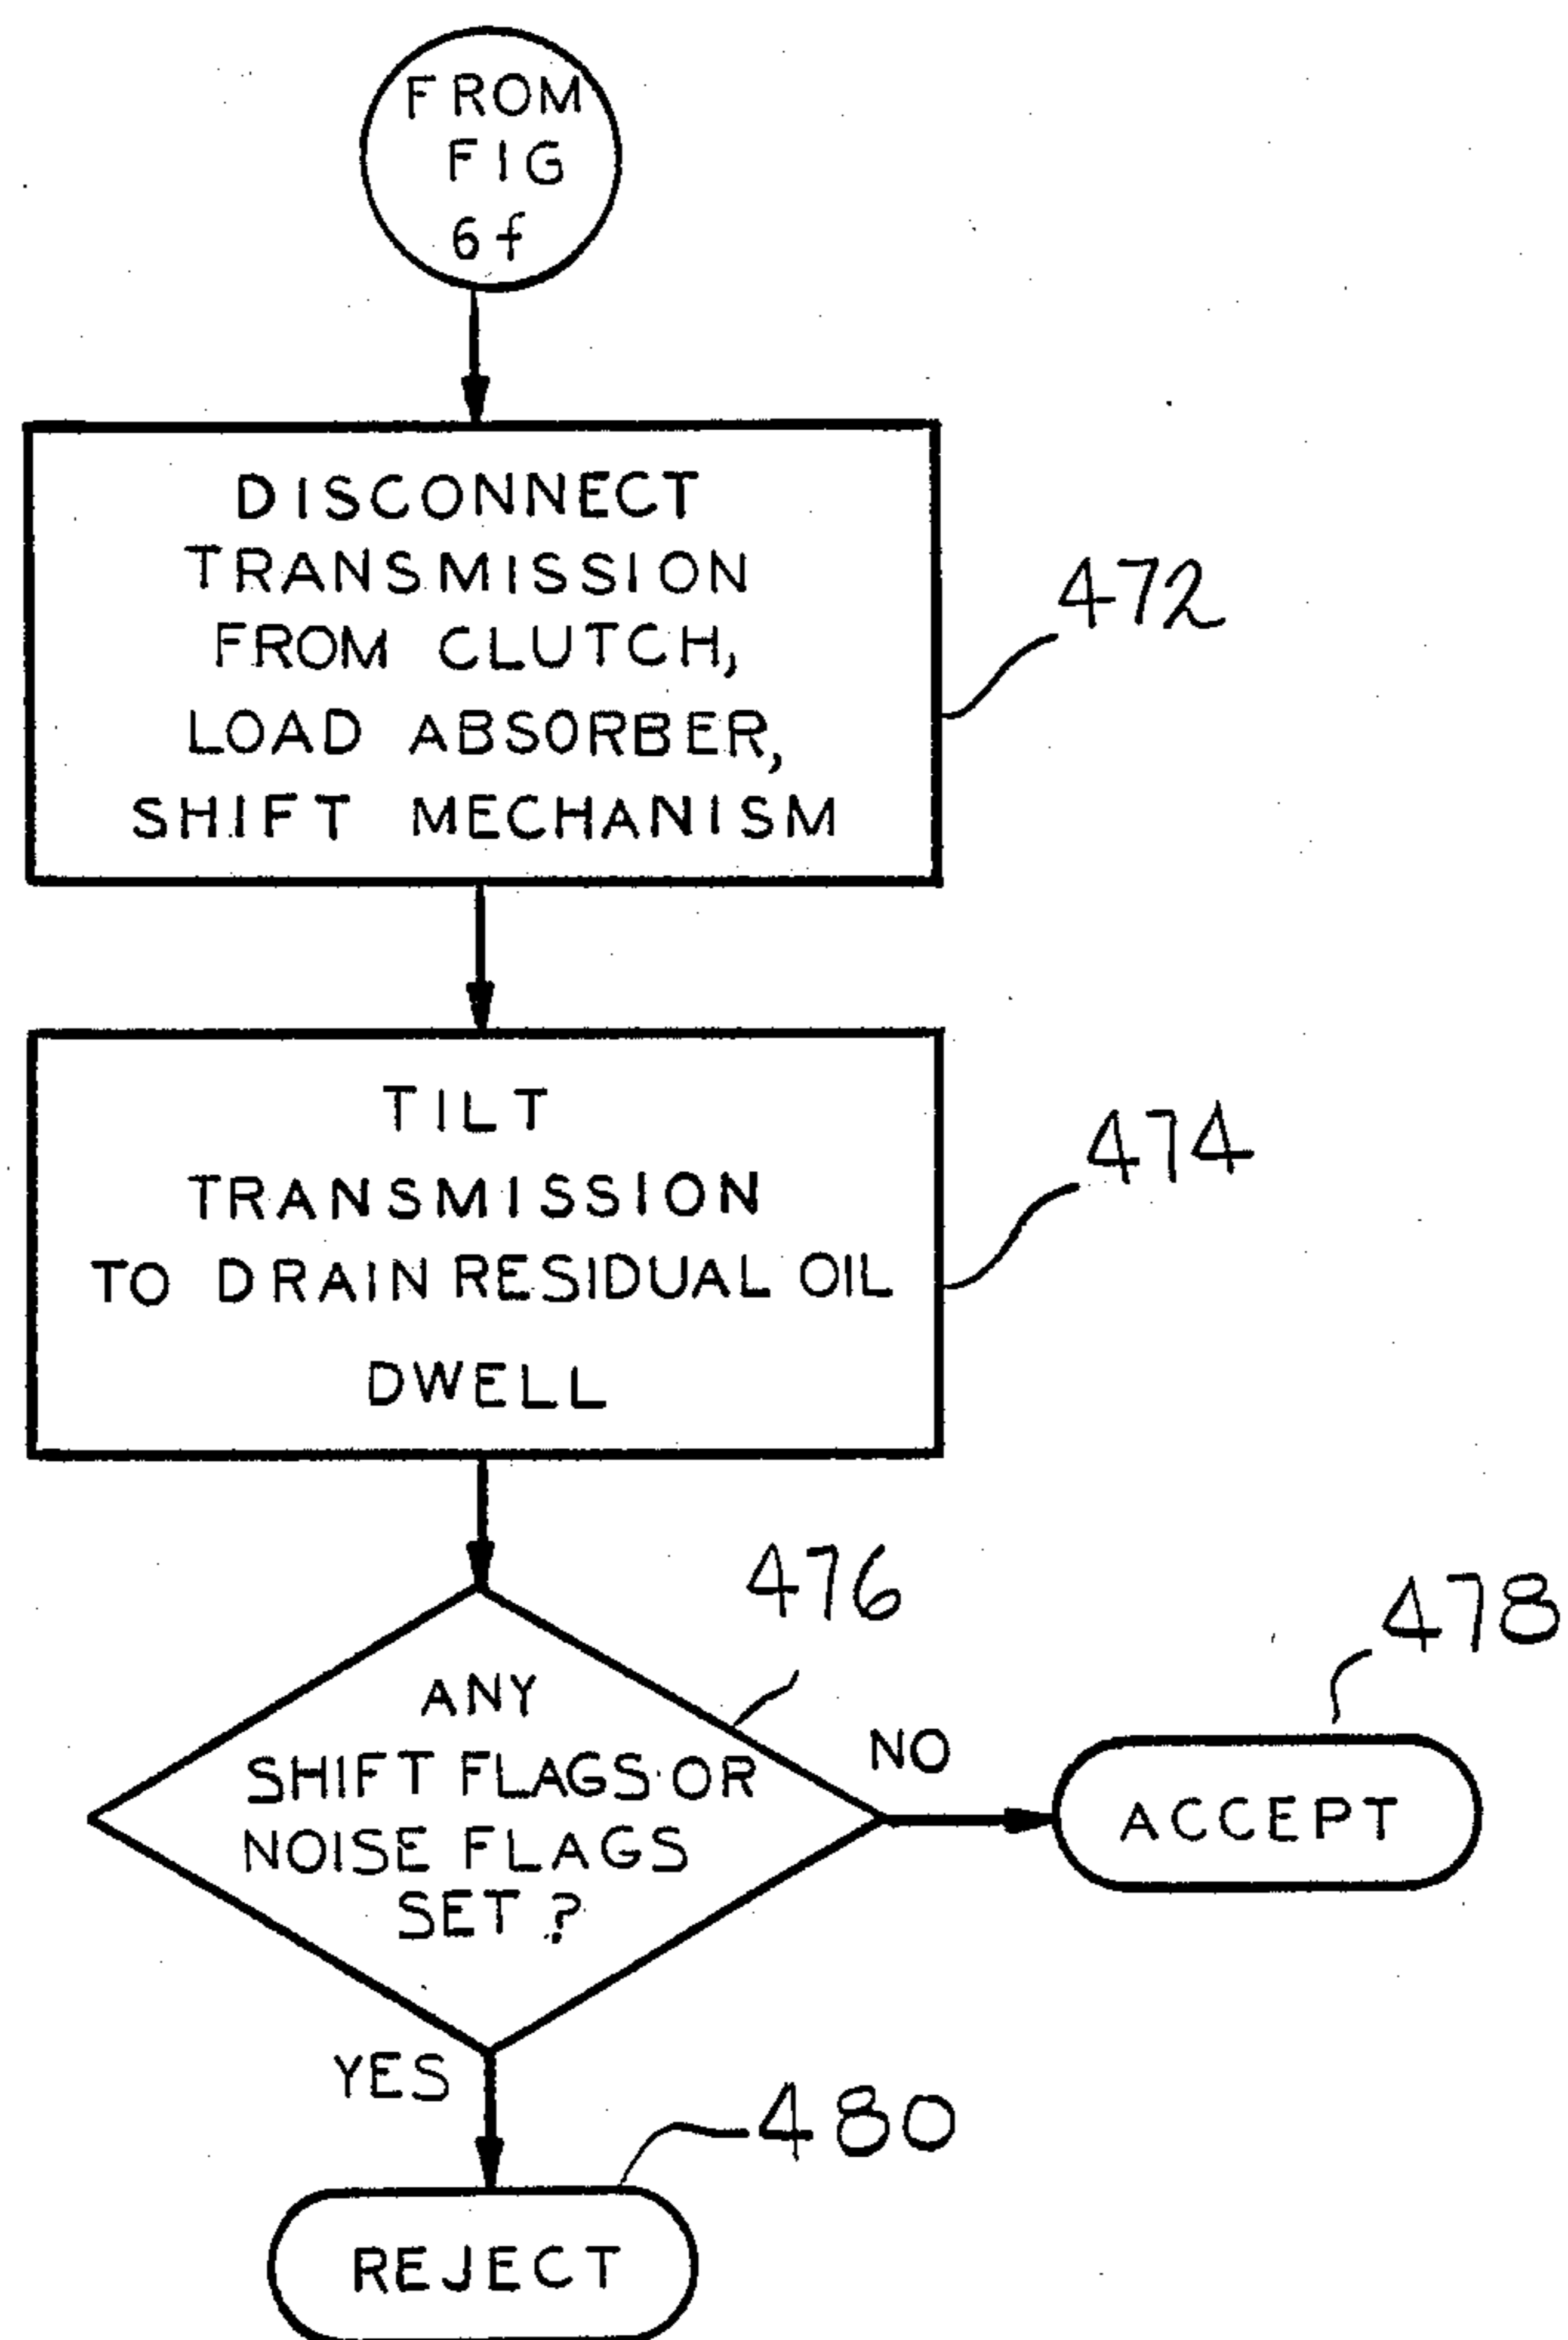 FROM
FIG
6f
DISCONNECT
TRANSMISSION
FROM CLUTCH,
LOAD ABSORBER,
SHIFT MECHANISM
472
TILT
TRANSMISSION
TO DRAIN RESIDUAL OIL
DWELL
474
476
ANY
SHIFT FLAGS OR
NOISE FLAGS
SET?
NO
478
ACCEPT
YES
480
REJECT